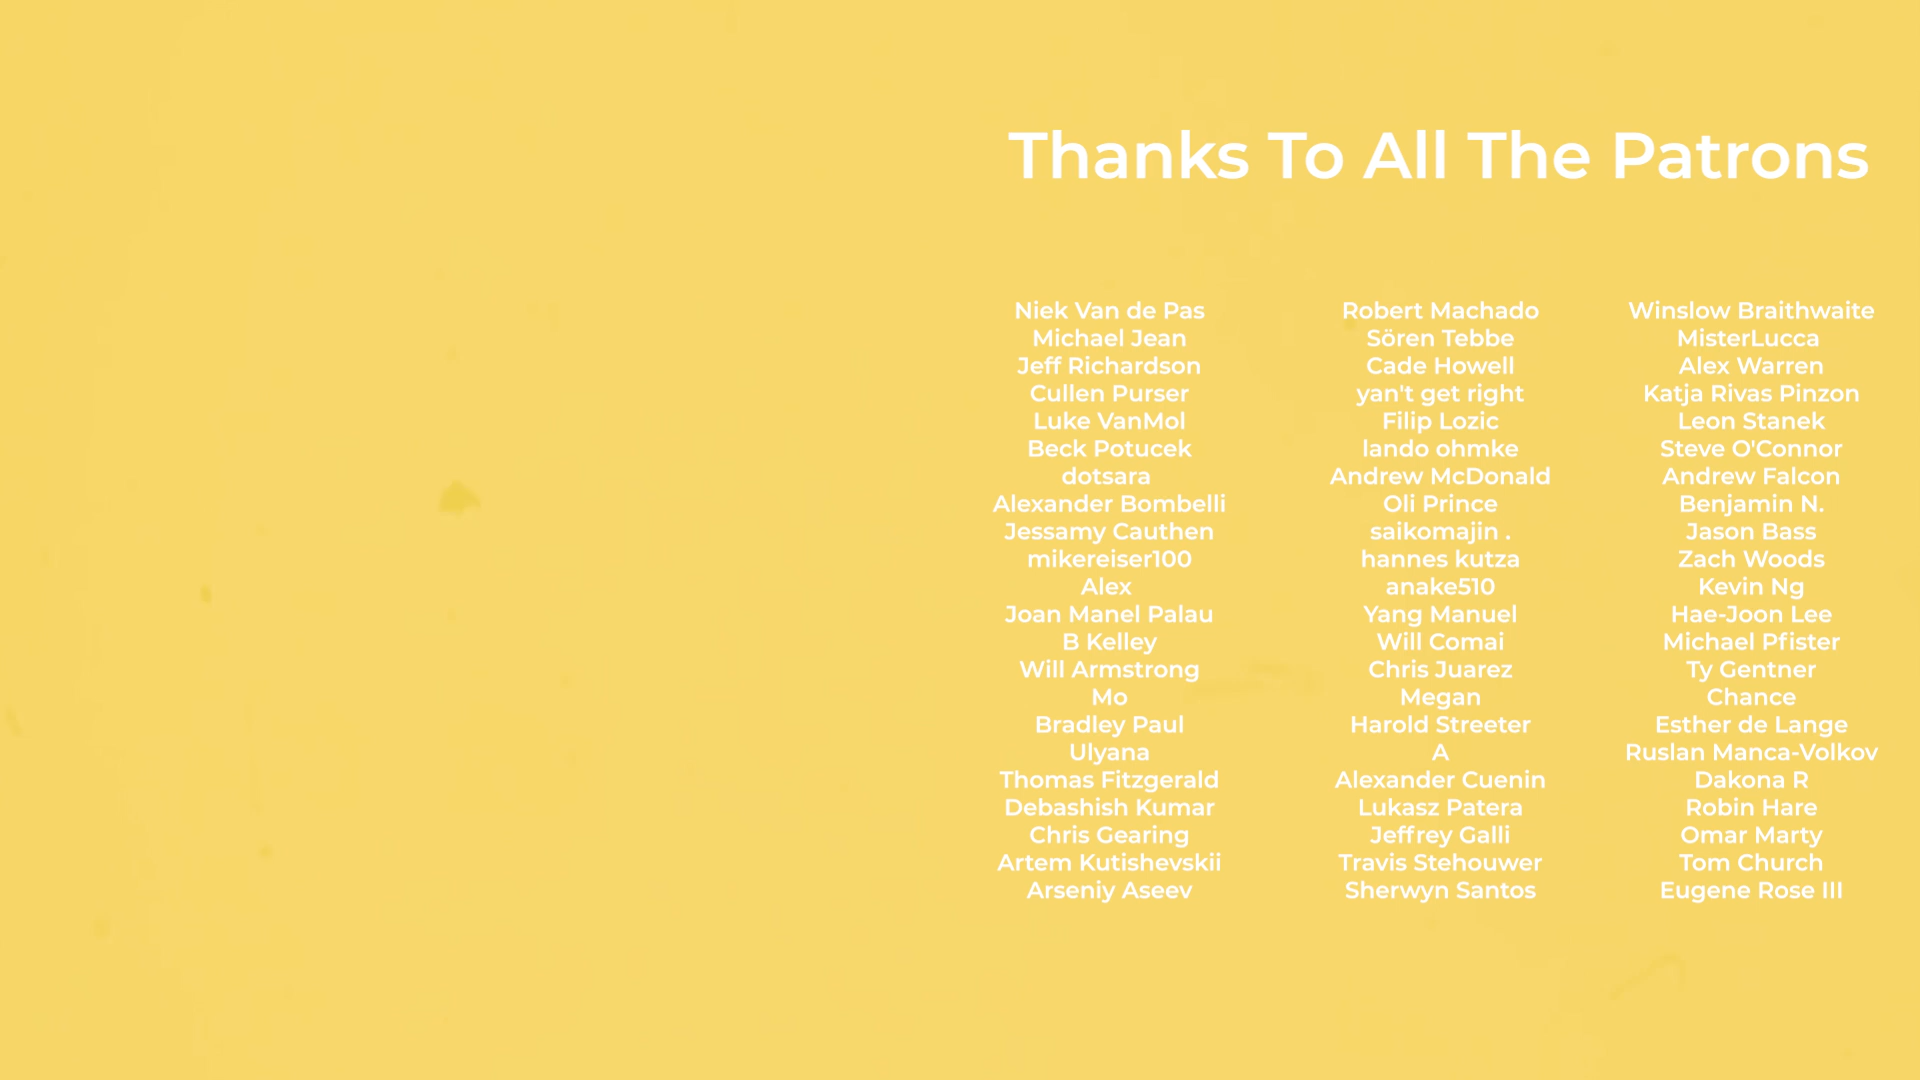 Thanks To All The Patrons
Niek Van de Pas
Michael Jean
Jeff Richardson
Cullen Purser
Luke VanMol
Beck Potucek
dotsara
Alexander Bombelli
Jessamy Cauthen
mikereiser100
Alex
Joan Manel Palau
B Kelley
Will Armstrong
Mo
Bradley Paul
Ulyana
Thomas Fitzgerald
Debashish Kumar
Chris Gearing
Artem Kutishevskii
Arseniy Aseev
Robert Machado
Sören Tebbe
Cade Howell
yan't get right
Filip Lozic
lando ohmke
Andrew McDonald
Oli Prince
saikomajin .
hannes kutza
anake510
Yang Manuel
Will Comai
Chris Juarez
Megan
Harold Streeter
A
Alexander Cuenin
Lukasz Patera
Jeffrey Galli
Travis Stehouwer
Sherwyn Santos
Winslow Braithwaite
MisterLucca
Alex Warren
Katja Rivas Pinzon
Leon Stanek
Steve O'Connor
Andrew Falcon
Benjamin N.
Jason Bass
Zach Woods
Kevin Ng
Hae-Joon Lee
Michael Pfister
Ty Gentner
Chance
Esther de Lange
Ruslan Manca-Volkov
Dakona R
Robin Hare
Omar Marty
Tom Church
Eugene Rose III